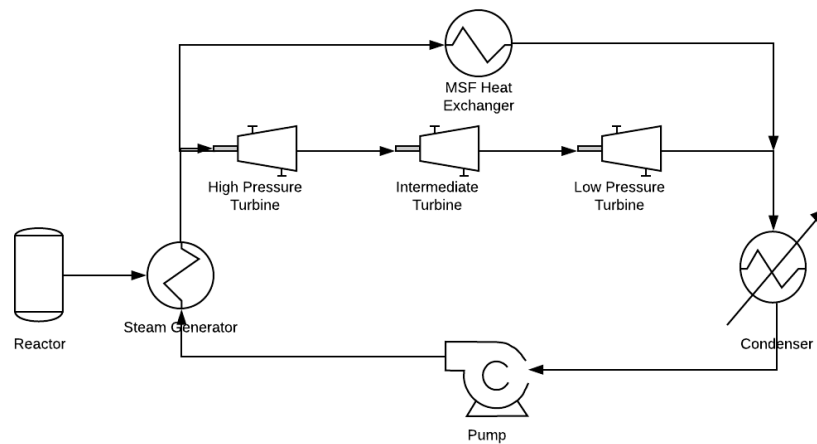 MSF Heat
Exchanger
High Pressure
Turbine
Intermediate
Turbine
Low Pressure
Turbine
Steam Generator
Reactor
Condenser
Pump